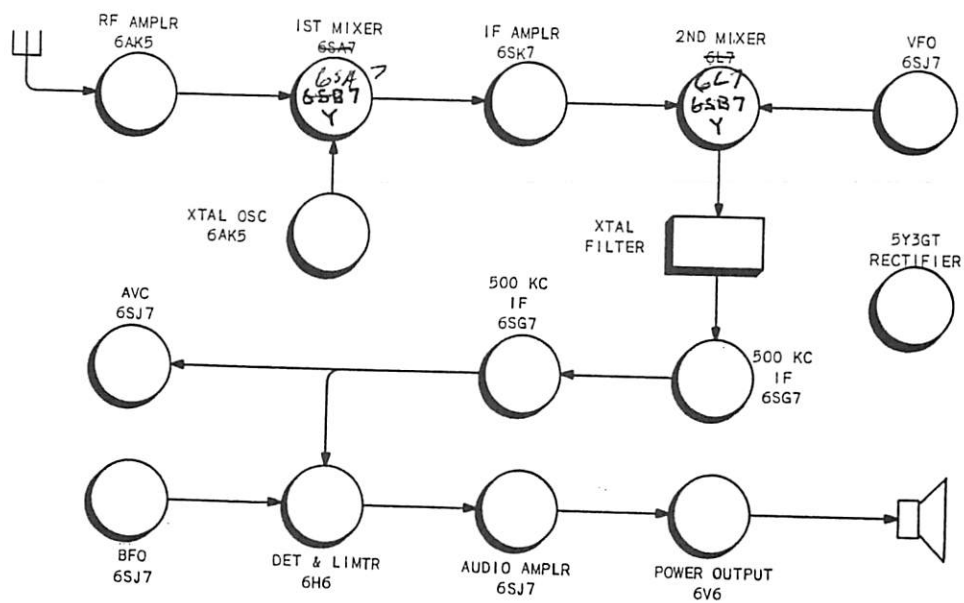 RF AMPLR
6AK5
1ST MIXER
6SA7
6SA7
6SB7
Y
IF AMPLR
6SK7
2ND MIXER
6L7
6L7
6SB7
Y
VFO
6SJ7
XTAL OSC
6AK5
XTAL
FILTER
5Y3GT
RECTIFIER
AVC
6SJ7
500 KC
IF
6SG7
500 KC
IF
6SG7
BFO
6SJ7
DET & LIMTR
6H6
AUDIO AMPLR
6SJ7
POWER OUTPUT
6V6